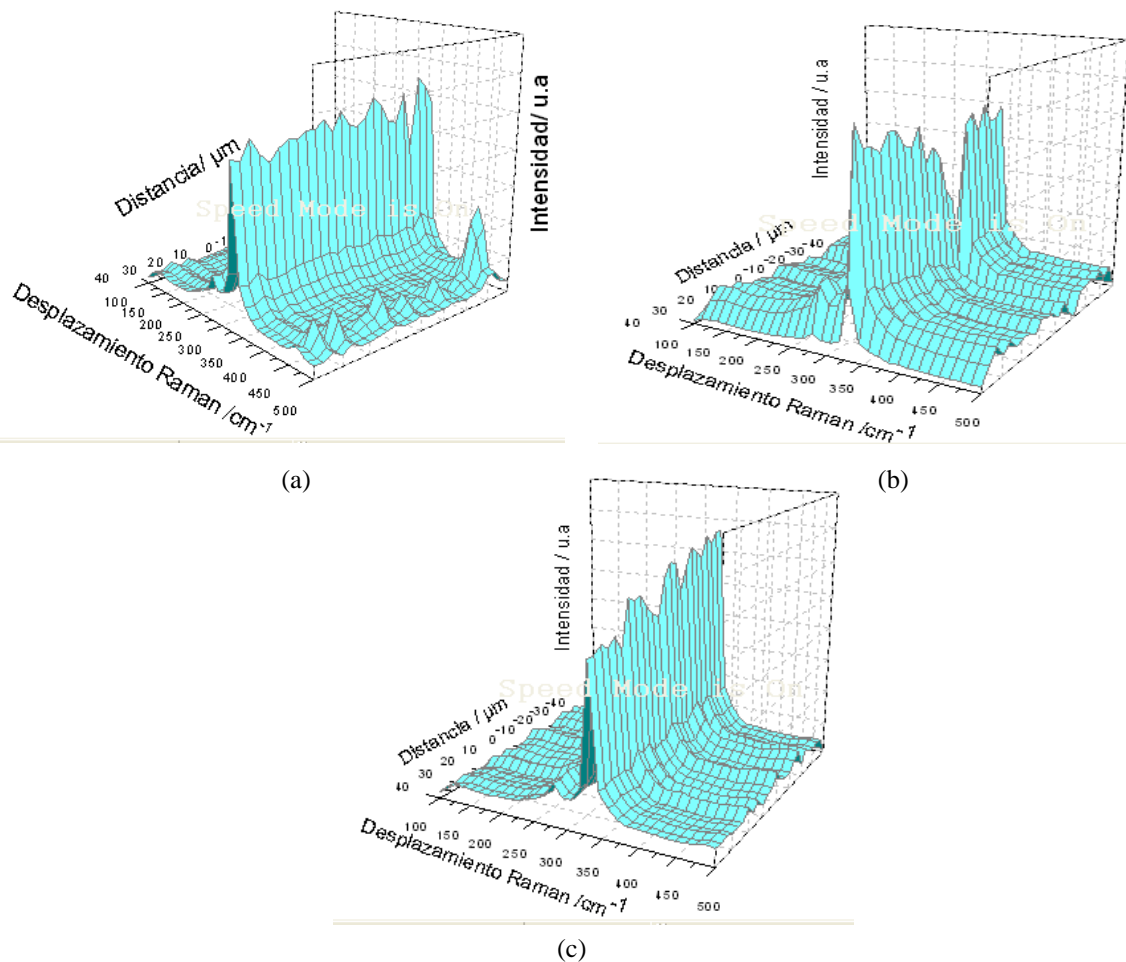 Distancia/ µm
Intensidad/ u.a
Speed Mode is On
40 30 20 10 0 -1
100 150 200 250 300 350 400 450 500
Desplazamiento Raman /cm⁻¹
(a)
Intensidad / u.a
Speed Mode is On
Distancia / µm
40 30 20 10 0 -10 -20 -30 -40
100 150 200 250 300 350 400 450 500
Desplazamiento Raman /cm⁻¹
(b)
Intensidad / u.a
Speed Mode is On
Distancia / µm
40 30 20 10 0 -10 -20 -30 -40
100 150 200 250 300 350 400 450 500
Desplazamiento Raman /cm⁻¹
(c)